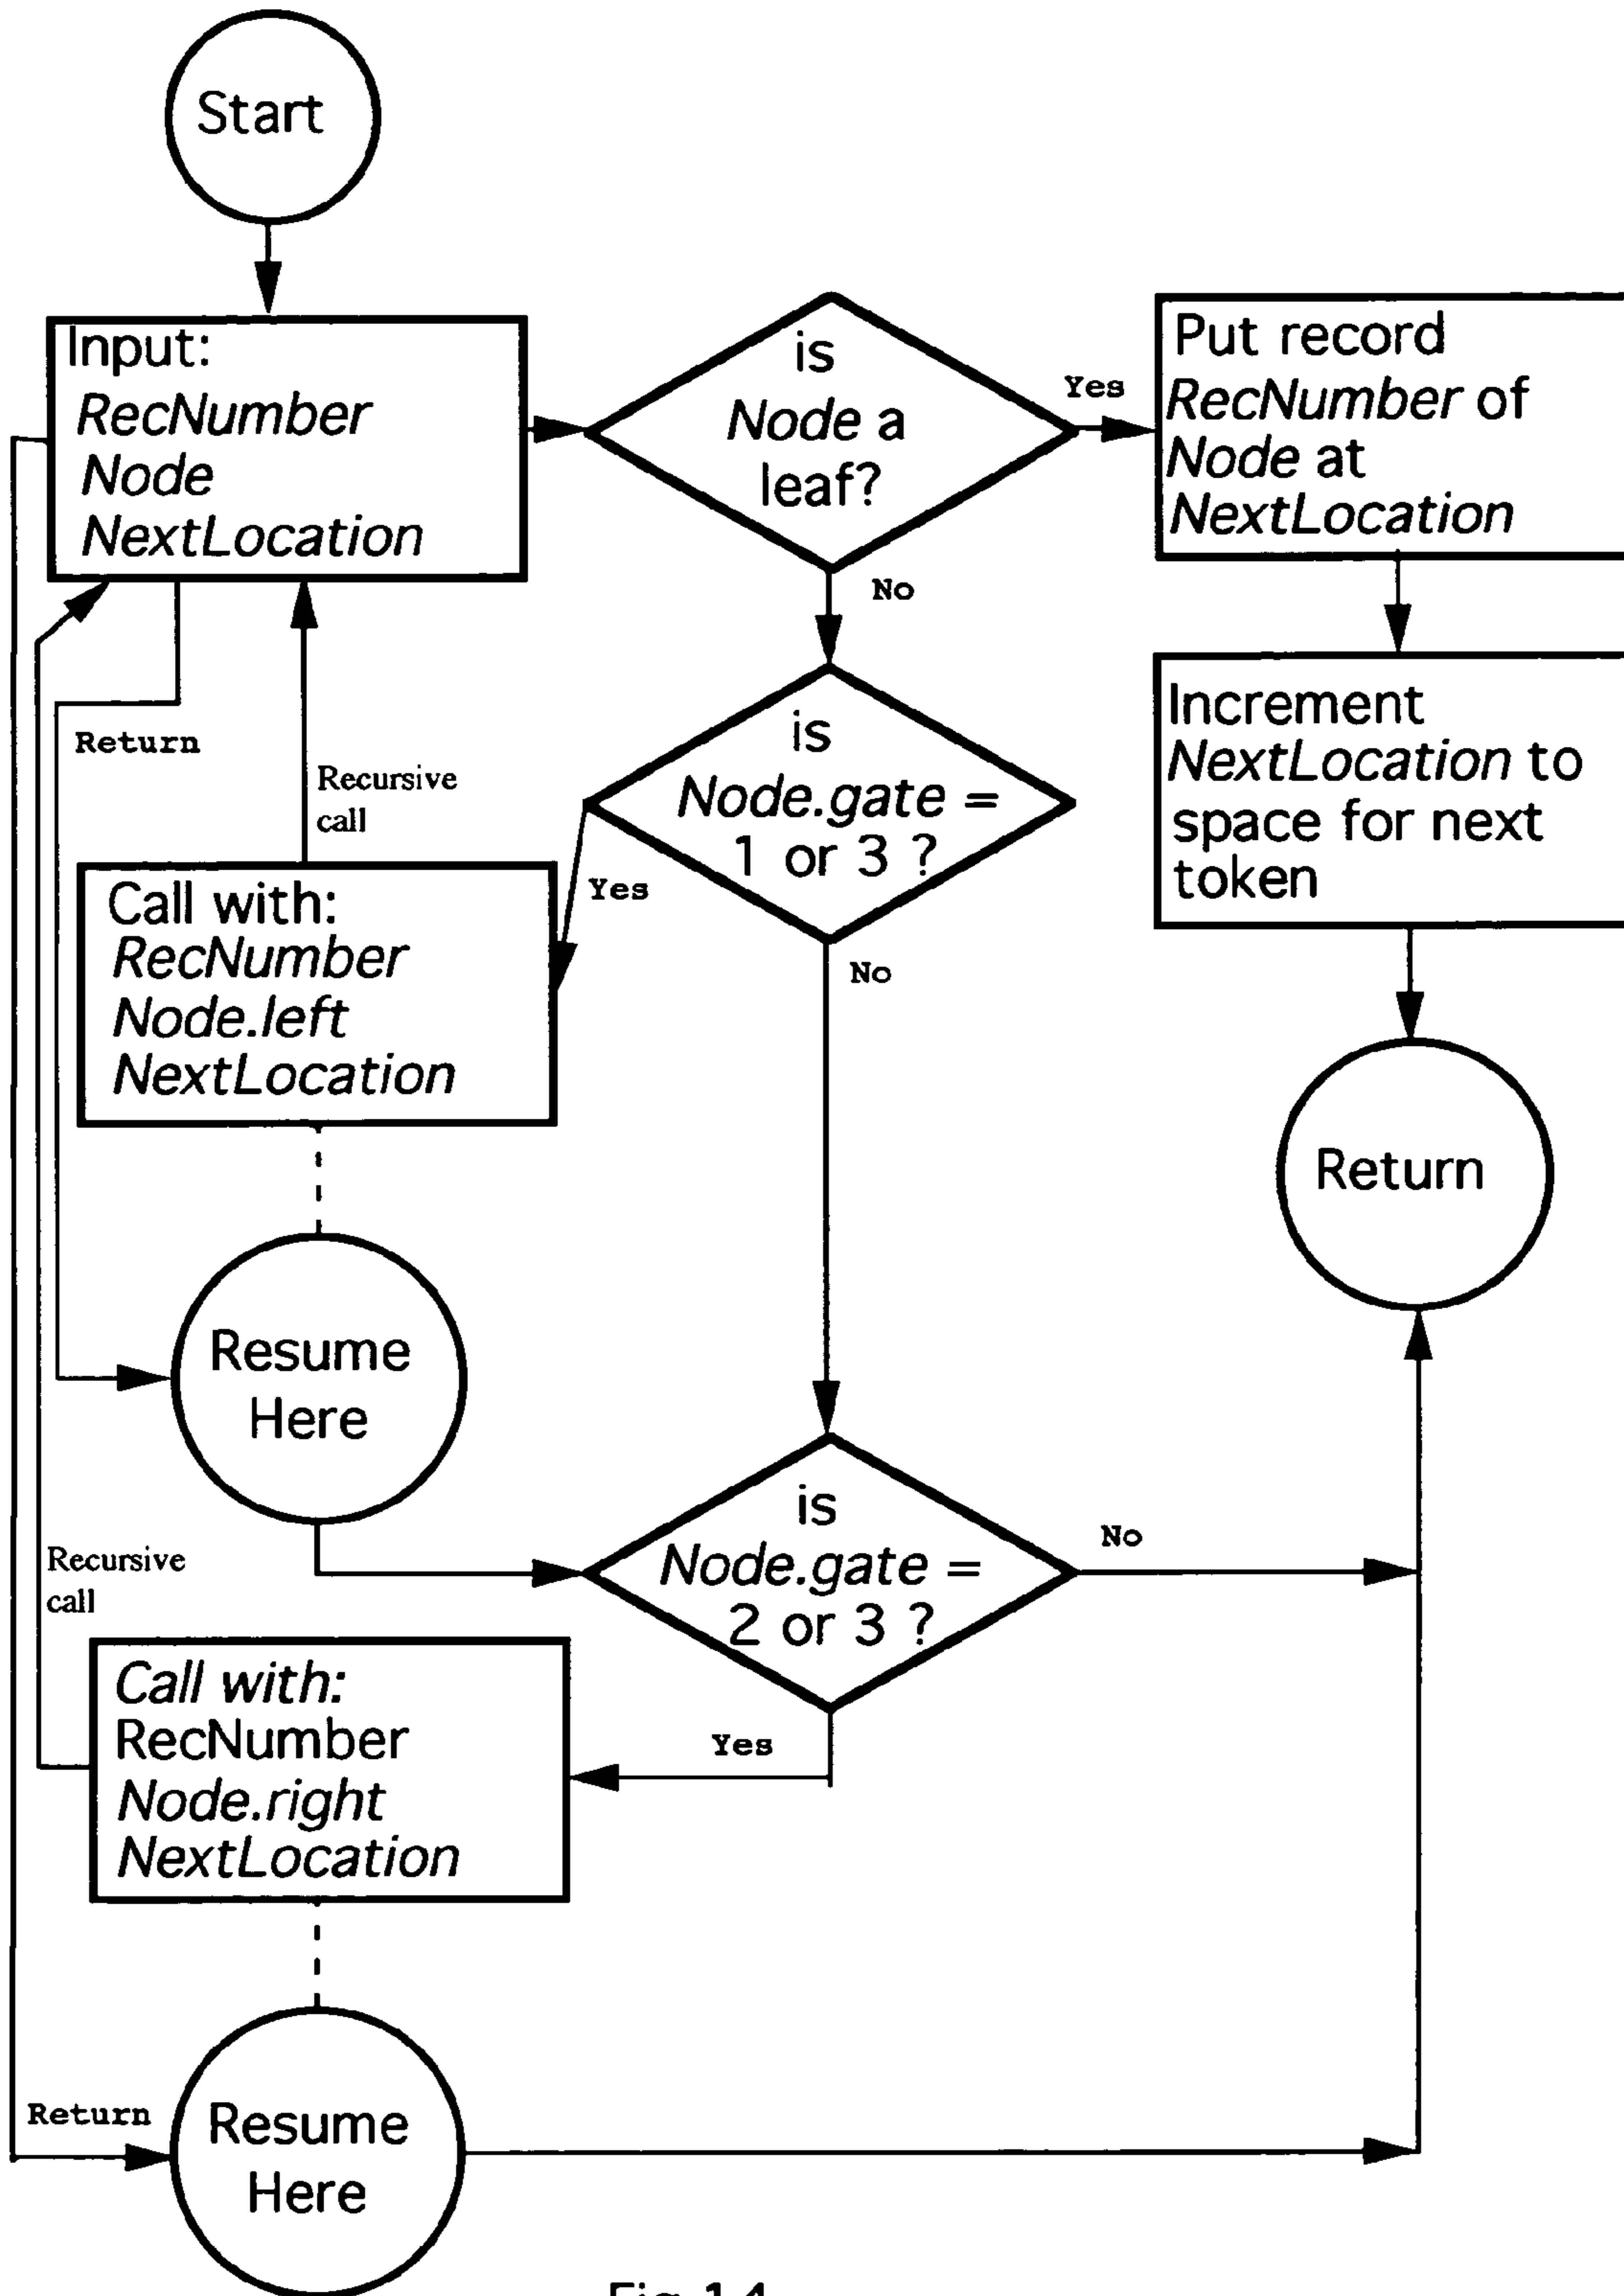 Start
Input:
RecNumber
Node
NextLocation
is
Node a
leaf?
Yes
Put record
RecNumber of
Node at
NextLocation
No
Increment
NextLocation to
space for next
token
is
Node.gate =
1 or 3 ?
Return
Recursive
call
Yes
Call with:
RecNumber
Node.left
NextLocation
No
Return
Resume
Here
is
Node.gate =
2 or 3 ?
No
Recursive
call
Call with:
RecNumber
Node.right
NextLocation
Yes
Return
Resume
Here
Fig.14